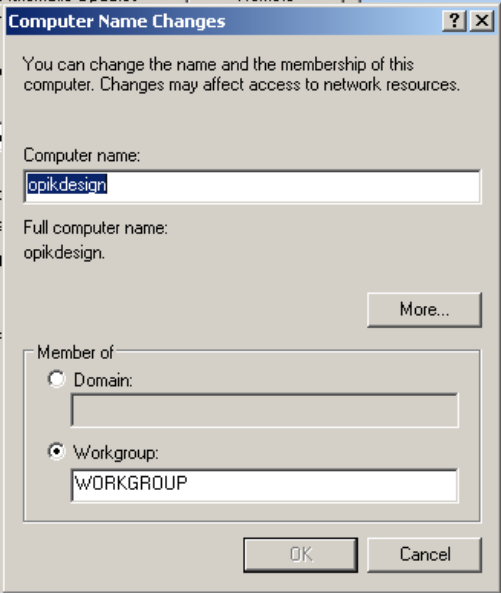 Computer Name Changes
You can change the name and the membership of this
computer. Changes may affect access to network resources.
Computer name:
opikdesign
Full computer name:
opikdesign.
More...
Member of
Domain:
Workgroup:
WORKGROUP
OK
Cancel